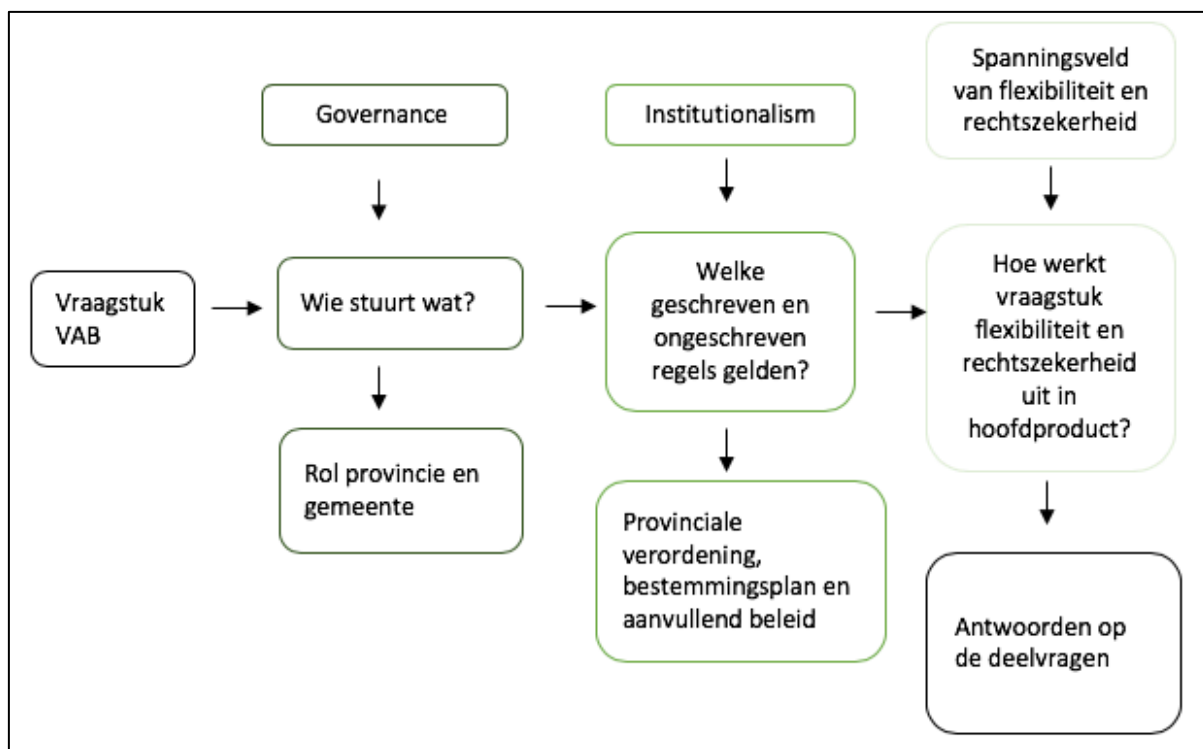 Governance
Institutionalism
Spanningsveld
van flexibiliteit en
rechtszekerheid
Vraagstuk
VAB
Wie stuurt wat?
Welke
geschreven en
ongeschreven
regels gelden?
Hoe werkt
vraagstuk
flexibiliteit en
rechtszekerheid
uit in
hoofdproduct?
Rol provincie en
gemeente
Provinciale
verordening,
bestemmingsplan en
aanvullend beleid
Antwoorden op
de deelvragen